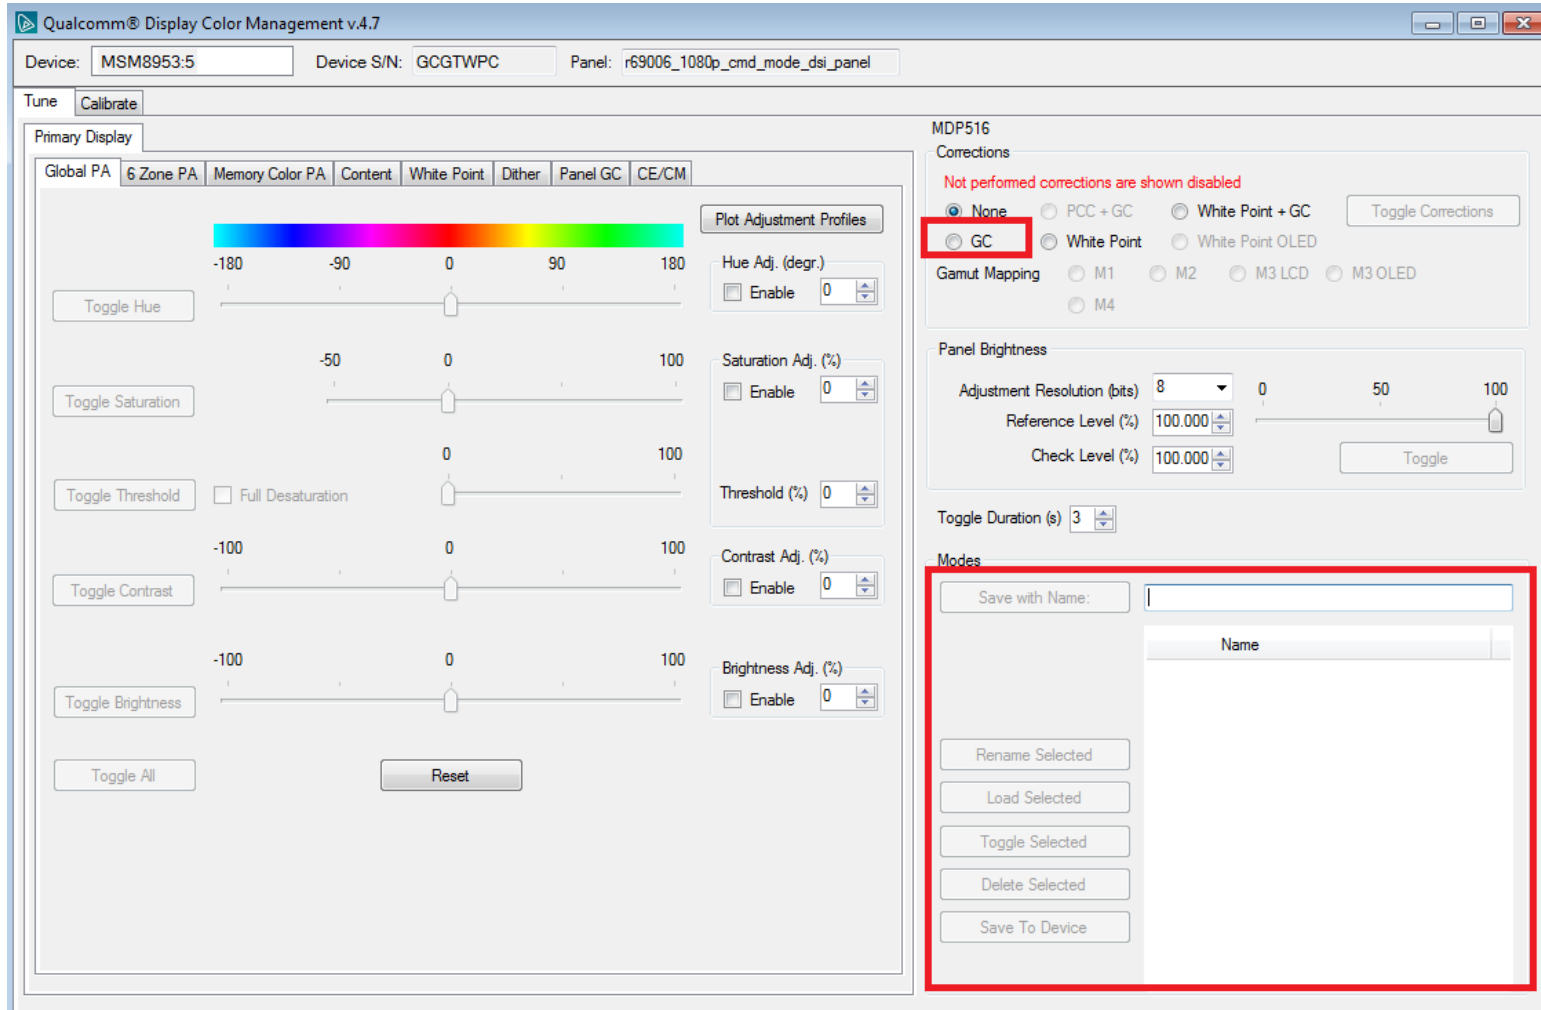 Qualcomm® Display Color Management v.4.7
Device: MSM8953:5 Device S/N: GCGTWPC Panel: r69006_1080p_cmd_mode_dsi_panel
Tune Calibrate
Primary Display
Global PA 6 Zone PA Memory Color PA Content White Point Dither Panel GC CE/CM
Plot Adjustment Profiles
-180 -90 0 90 180
Toggle Hue
Hue Adj. (degr.)
Enable 0
-50 0 100
Toggle Saturation
Saturation Adj. (%)
Enable 0
0 100
Toggle Threshold Full Desaturation
Threshold (%) 0
-100 0 100
Toggle Contrast
Contrast Adj. (%)
Enable 0
-100 0 100
Toggle Brightness
Brightness Adj. (%)
Enable 0
Toggle All Reset
MDP516
Corrections
Not performed corrections are shown disabled
None PCC + GC White Point + GC Toggle Corrections
GC White Point White Point OLED
Gamut Mapping M1 M2 M3 LCD M3 OLED
M4
Panel Brightness
Adjustment Resolution (bits) 8 0 50 100
Reference Level (%) 100.000
Check Level (%) 100.000 Toggle
Toggle Duration (s) 3
Modes
Save with Name:
Name
Rename Selected
Load Selected
Toggle Selected
Delete Selected
Save To Device